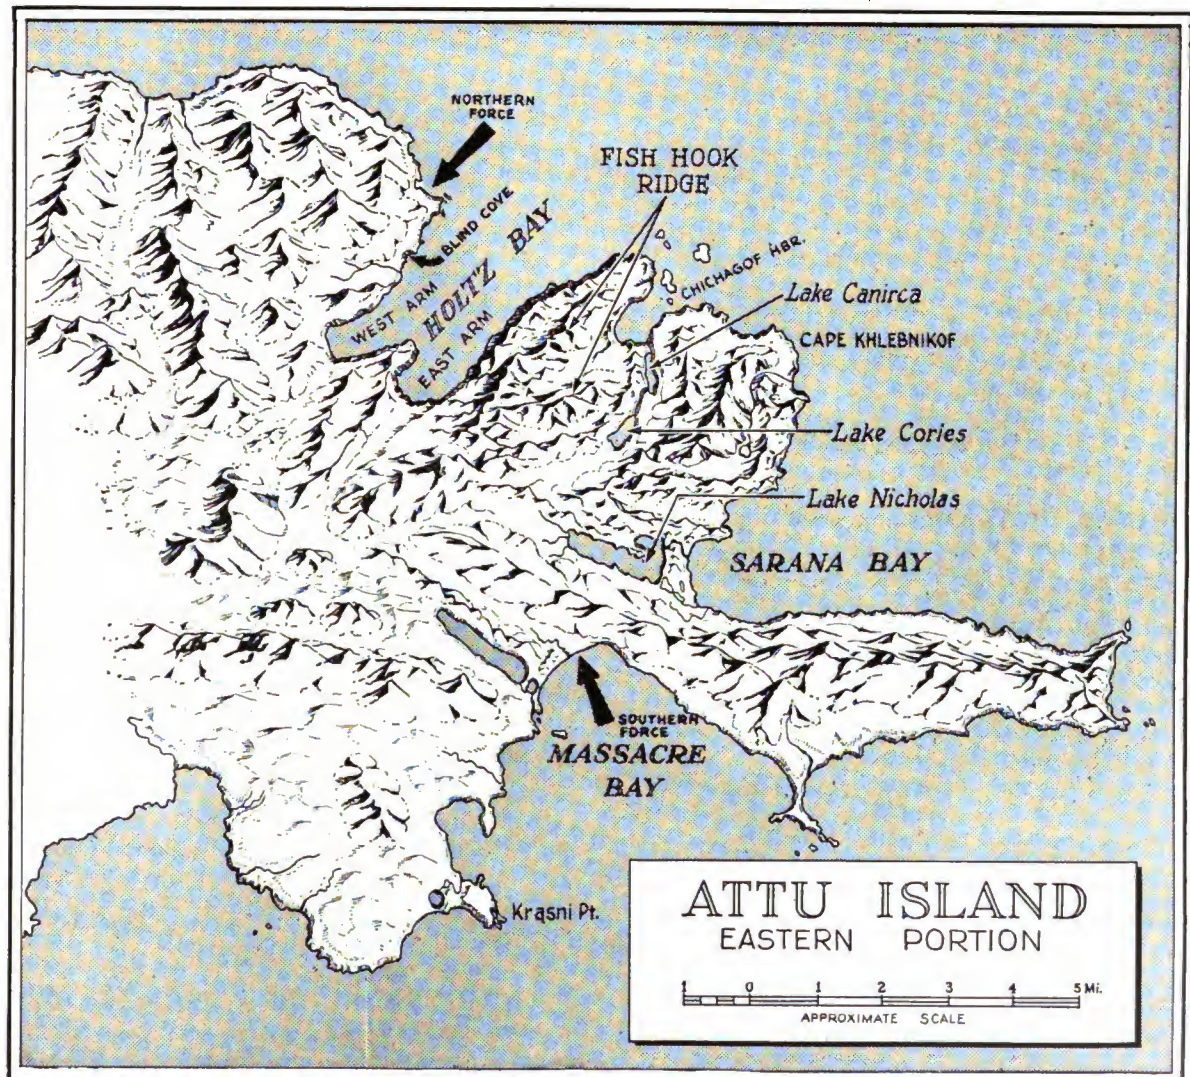 NORTHERN
FORCE
FISH HOOK
RIDGE
BLIND COVE
HOLTZ BAY
WEST ARM
EAST ARM
CHICHAGOF HBR.
Lake Canirca
CAPE KHLEBNIKOF
Lake Cories
Lake Nicholas
SARANA BAY
SOUTHERN
FORCE
MASSACRE
BAY
Krasni Pt.
ATTU ISLAND
EASTERN PORTION
1 0 1 2 3 4 5 Mi.
APPROXIMATE SCALE